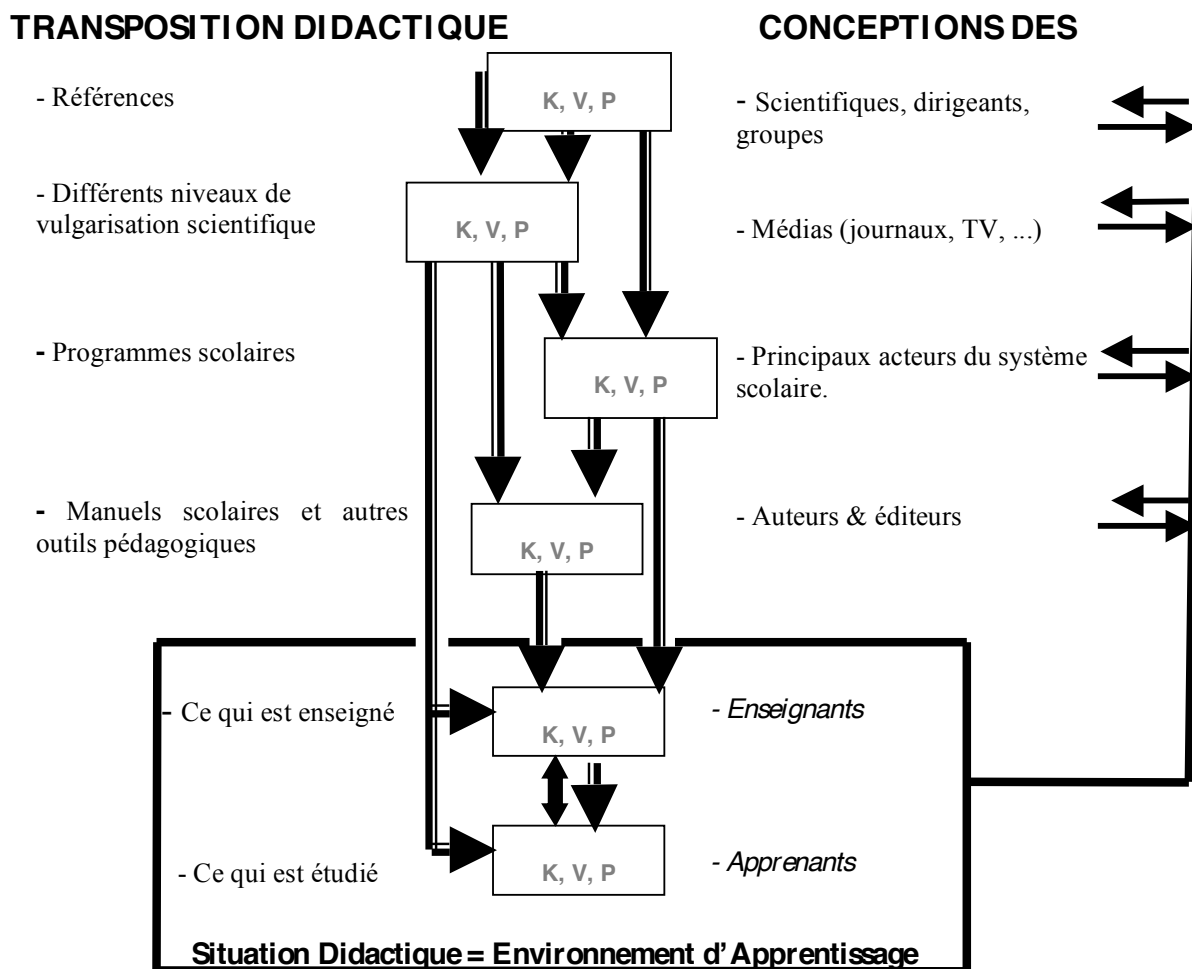 TRANSPOSITION DIDACTIQUE
CONCEPTIONS DES
- Références
K, V, P
- Scientifiques, dirigeants,
groupes
- Différents niveaux de
vulgarisation scientifique
K, V, P
- Médias (journaux, TV, ...)
- Programmes scolaires
K, V, P
- Principaux acteurs du système
scolaire.
- Manuels scolaires et autres
outils pédagogiques
K, V, P
- Auteurs & éditeurs
- Ce qui est enseigné
K, V, P
- Enseignants
- Ce qui est étudié
K, V, P
- Apprenants
Situation Didactique = Environnement d'Apprentissage